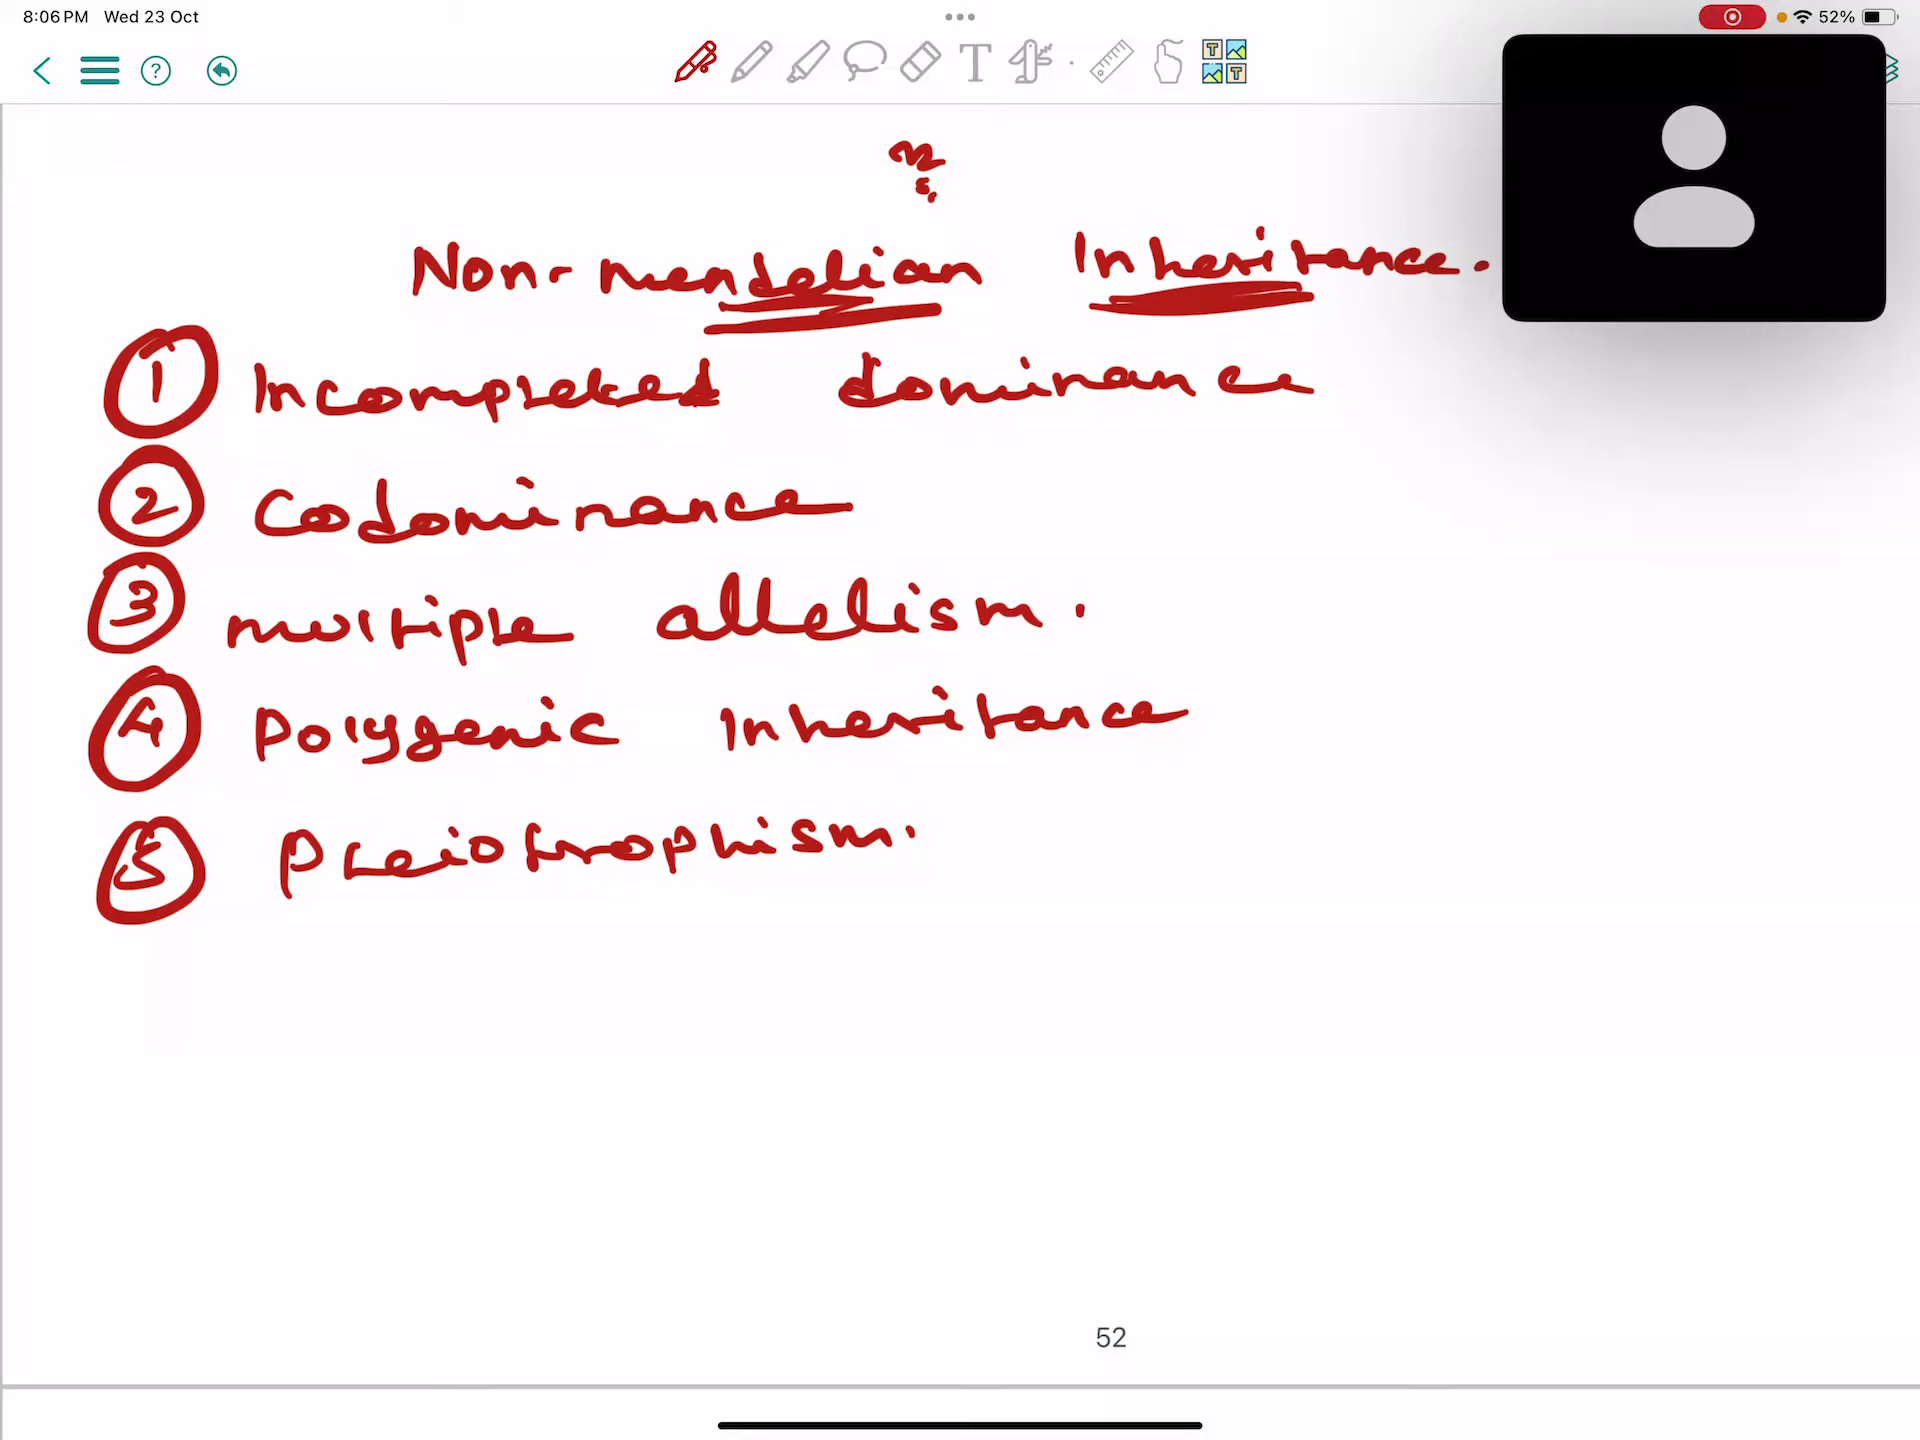 8:06 PM Wed 23 Oct
52%
Non-mendelian Inheritance.
1 Incompleted dominance
2 Codominance
3 multiple allelism.
4 Polygenic Inheritance
5 Pleiotrophism.
52